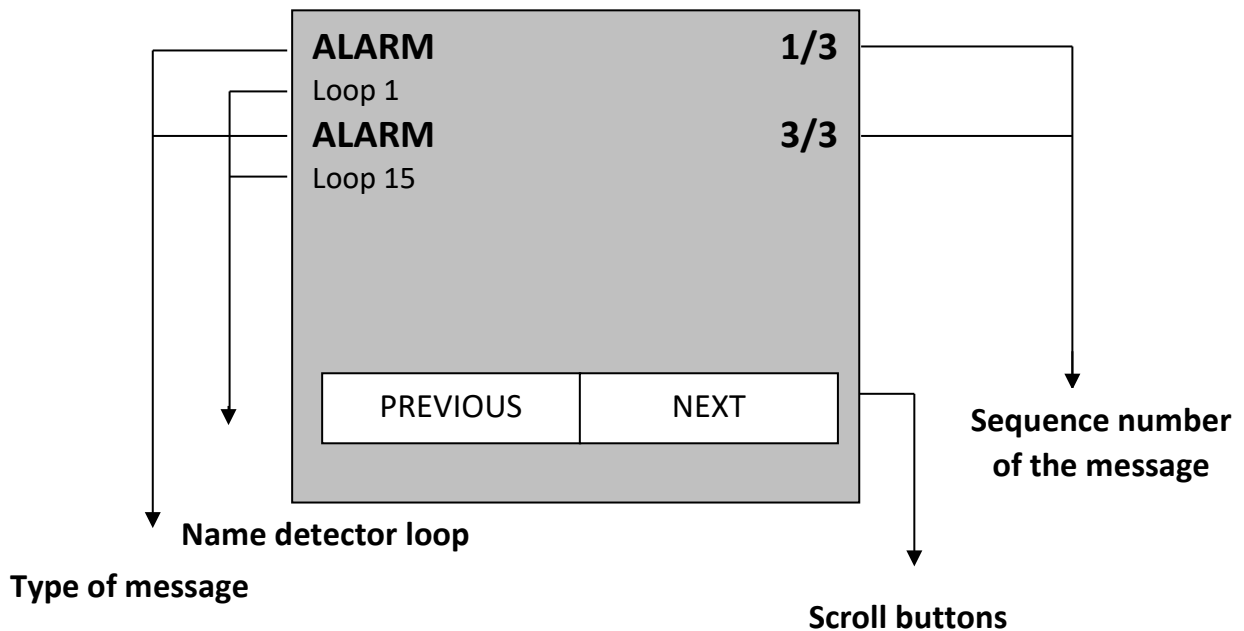 ALARM 1/3
Loop 1
ALARM 3/3
Loop 15
PREVIOUS NEXT
Sequence number
of the message
Name detector loop
Type of message
Scroll buttons